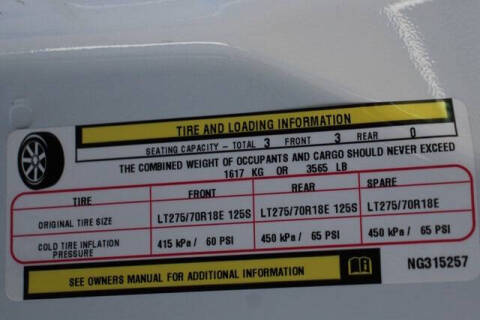 TIRE AND LOADING INFORMATION
SEATING CAPACITY - TOTAL 3 FRONT 3 REAR 0
THE COMBINED WEIGHT OF OCCUPANTS AND CARGO SHOULD NEVER EXCEED
1617 KG OR 3565 LB
TIRE FRONT REAR SPARE
ORIGINAL TIRE SIZE LT275/70R18E 125S LT275/70R18E 125S LT275/70R18E
COLD TIRE INFLATION PRESSURE 415 kPa / 60 PSI 450 kPa / 65 PSI 450 kPa / 65 PSI
SEE OWNERS MANUAL FOR ADDITIONAL INFORMATION NG315257